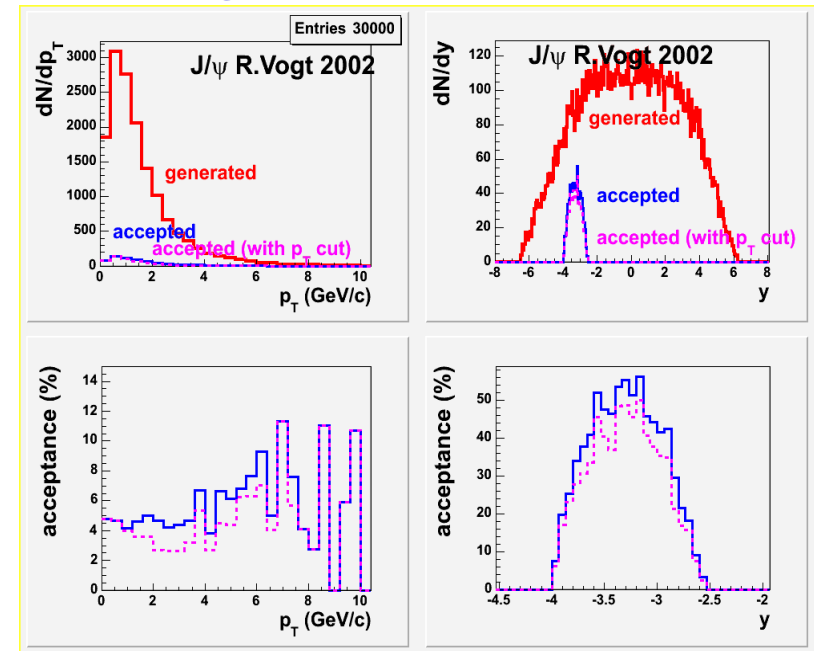 Entries 30000
J/ψ R.Vogt 2002
dN/dp_T
3000
2500
2000
1500
1000
500
0
generated
accepted
accepted (with p_T cut)
0 2 4 6 8 10
p_T (GeV/c)
J/ψ R.Vogt 2002
dN/dy
120
100
80
60
40
20
0
generated
accepted
accepted (with p_T cut)
-8 -6 -4 -2 0 2 4 6 8
y
acceptance (%)
14
12
10
8
6
4
2
0
0 2 4 6 8 10
p_T (GeV/c)
acceptance (%)
50
40
30
20
10
0
-4.5 -4 -3.5 -3 -2.5 -2
y